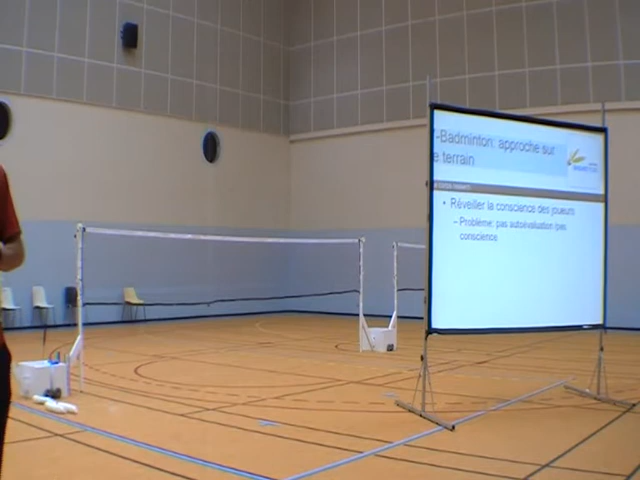 -Badminton: approche sur
e terrain
• Réveiller la conscience des joueurs
– Problème: pas autoévaluation /pas
conscience